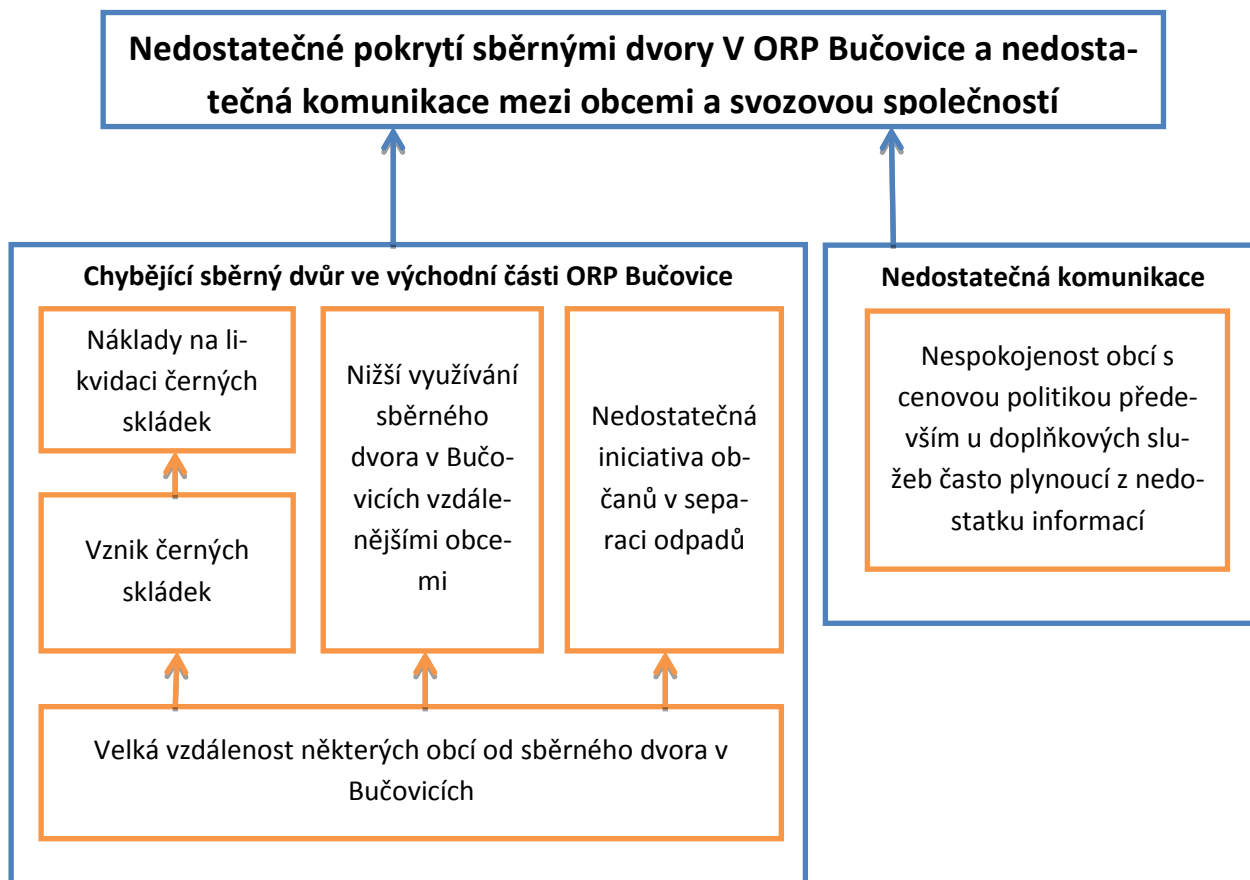 Nedostatečné pokrytí sběrnými dvory V ORP Bučovice a nedosta-
tečná komunikace mezi obcemi a svozovou společností
Chybějící sběrný dvůr ve východní části ORP Bučovice
Náklady na li-
kvidaci černých
skládek
Vznik černých
skládek
Nižší využívání
sběrného
dvora v Bučo-
vicích vzdále-
nějšími obce-
mi
Nedostatečná
iniciativa ob-
čanů v sepa-
raci odpadů
Velká vzdálenost některých obcí od sběrného dvora v
Bučovicích
Nedostatečná komunikace
Nespokojenost obcí s
cenovou politikou přede-
vším u doplňkových slu-
žeb často plynoucí z nedo-
statku informací